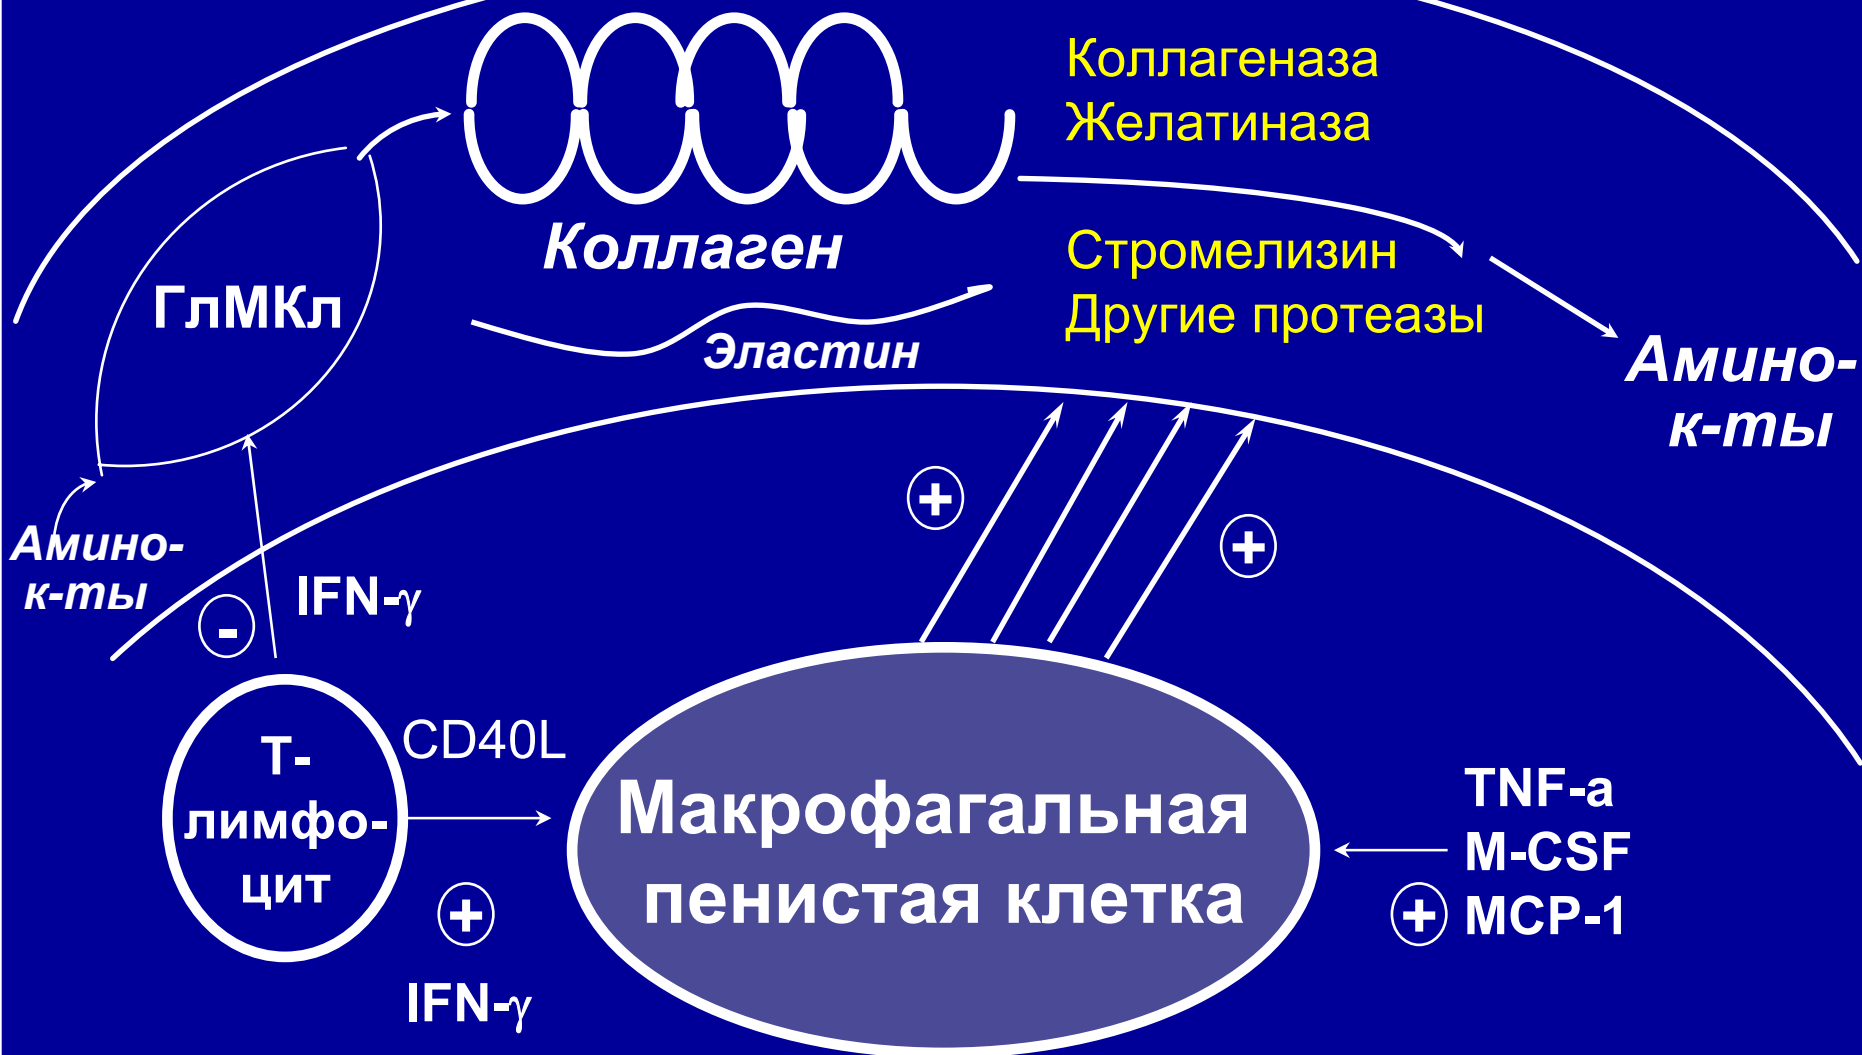 Коллагеназа
Желатиназа
Коллаген
Стромелизин
Другие протеазы
ГлМКл
Эластин
Амино-
к-ты
+
+
Амино-
к-ты
IFN-γ
-
Т-
лимфо-
цит
CD40L
+
IFN-γ
Макрофагальная
пенистая клетка
TNF-a
M-CSF
+ MCP-1